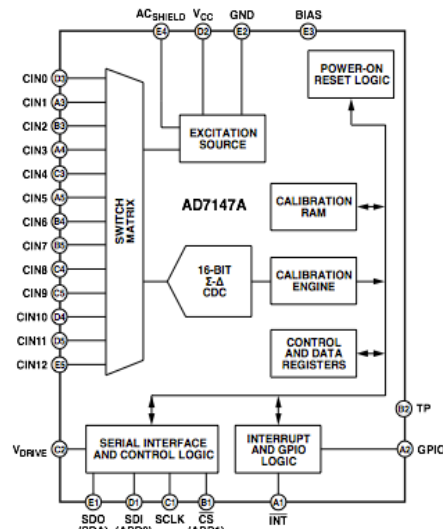 ACSHIELD VCC GND BIAS
E4 D2 E2 E3
CIN0 D3
CIN1 A3
CIN2 B3
CIN3 A4
CIN4 C3
CIN5 A5
CIN6 B4
CIN7 B5
CIN8 C4
CIN9 C5
CIN10 D4
CIN11 D5
CIN12 E5
SWITCH
MATRIX
POWER-ON
RESET LOGIC
EXCITATION
SOURCE
AD7147A
CALIBRATION
RAM
16-BIT
Σ-Δ
CDC
CALIBRATION
ENGINE
CONTROL
AND DATA
REGISTERS
B2 TP
VDRIVE C2
SERIAL INTERFACE
AND CONTROL LOGIC
INTERRUPT
AND GPIO
LOGIC
A2 GPIO
E1 D1 C1 B1 A1
SDO SDI SCLK CS INT